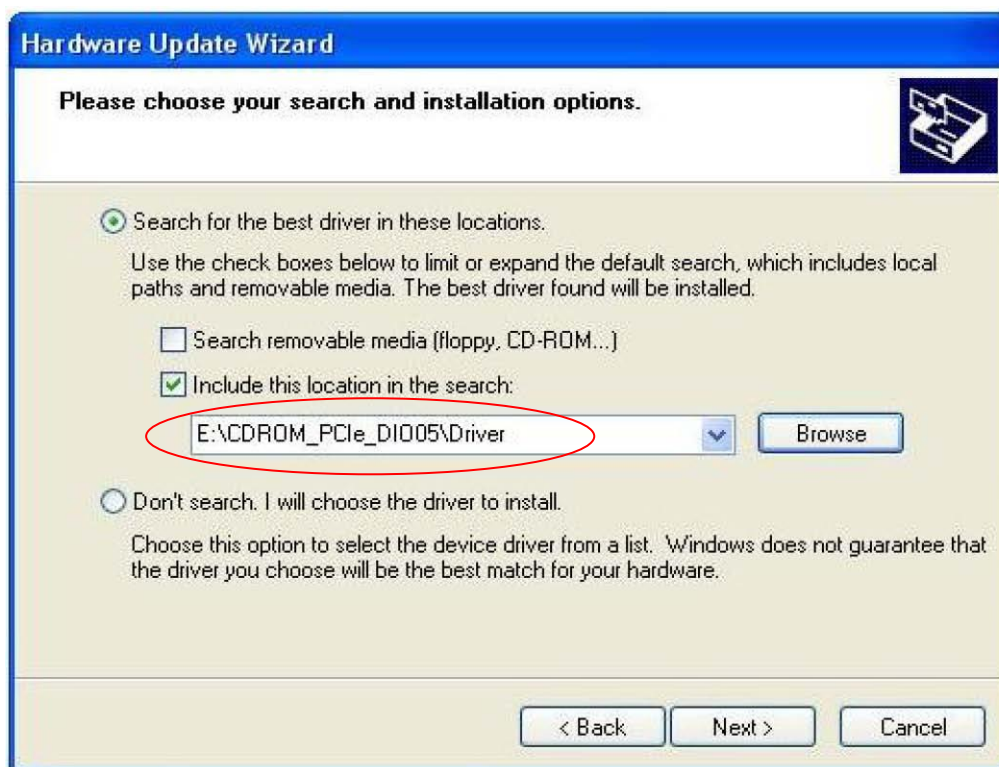 Hardware Update Wizard
Please choose your search and installation options.
Search for the best driver in these locations.
Use the check boxes below to limit or expand the default search, which includes local
paths and removable media. The best driver found will be installed.
Search removable media (floppy, CD-ROM...)
Include this location in the search:
E:\CDROM_PCIe_DIO05\Driver
Browse
Don't search. I will choose the driver to install.
Choose this option to select the device driver from a list. Windows does not guarantee that
the driver you choose will be the best match for your hardware.
< Back Next > Cancel